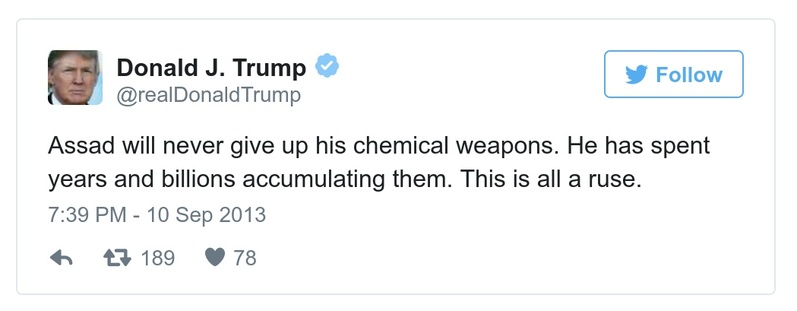 Donald J. Trump
@realDonaldTrump
Follow
Assad will never give up his chemical weapons. He has spent
years and billions accumulating them. This is all a ruse.
7:39 PM - 10 Sep 2013
189 78